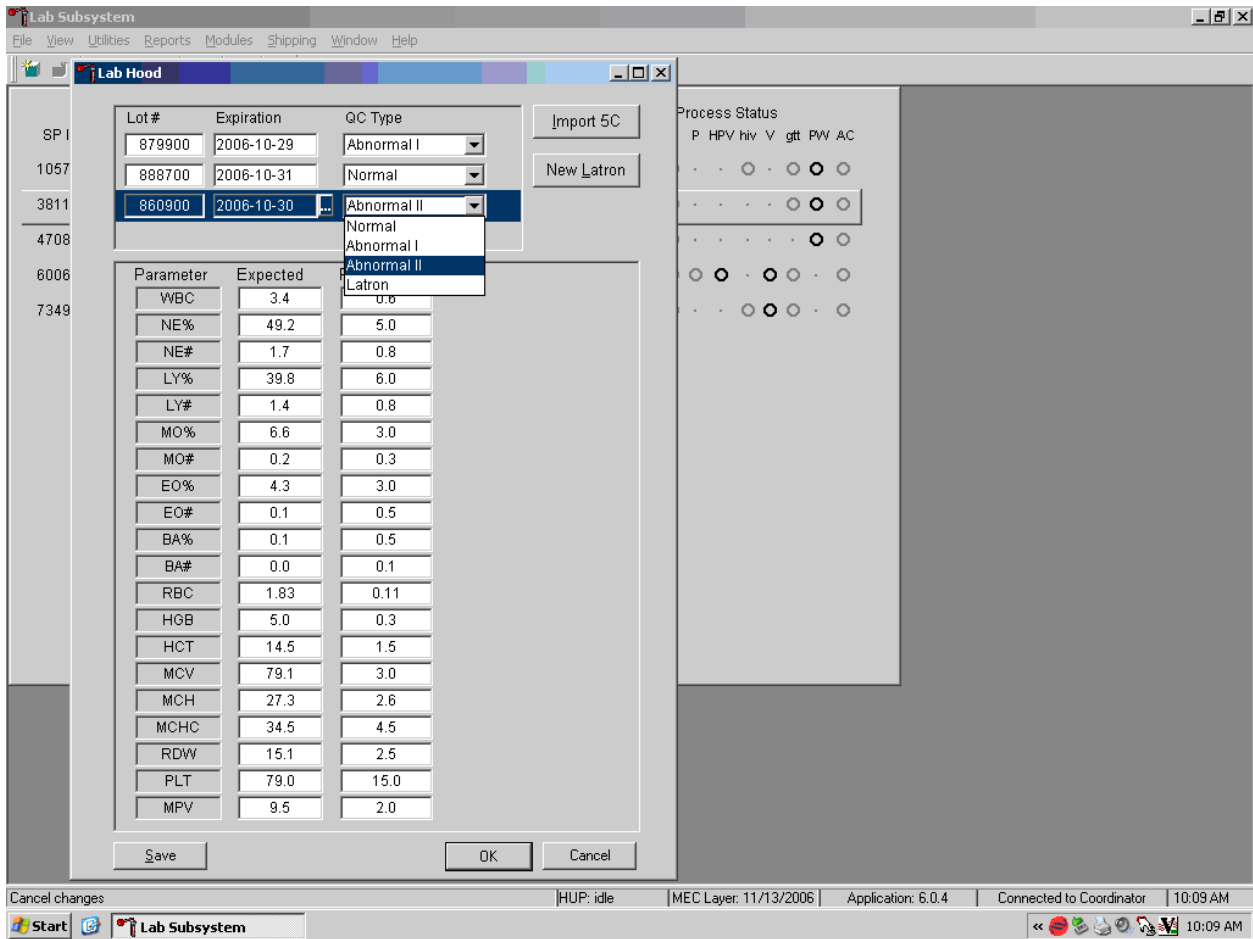 Lab Subsystem
File View Utilities Reports Modules Shipping Window Help
Lab Hood
Lot # Expiration QC Type
879900 2006-10-29 Abnormal I
888700 2006-10-31 Normal
860900 2006-10-30 ... Abnormal II
Normal
Abnormal I
Abnormal II
Latron
Import 5C
New Latron
Process Status
SP I P HPV hiv V gtt PW AC
1057
3811
4708
6006
7349
Parameter Expected
WBC 3.4 0.6
NE% 49.2 5.0
NE# 1.7 0.8
LY% 39.8 6.0
LY# 1.4 0.8
MO% 6.6 3.0
MO# 0.2 0.3
EO% 4.3 3.0
EO# 0.1 0.5
BA% 0.1 0.5
BA# 0.0 0.1
RBC 1.83 0.11
HGB 5.0 0.3
HCT 14.5 1.5
MCV 79.1 3.0
MCH 27.3 2.6
MCHC 34.5 4.5
RDW 15.1 2.5
PLT 79.0 15.0
MPV 9.5 2.0
Save OK Cancel
Cancel changes HUP: idle MEC Layer: 11/13/2006 Application: 6.0.4 Connected to Coordinator 10:09 AM
Start Lab Subsystem « 10:09 AM